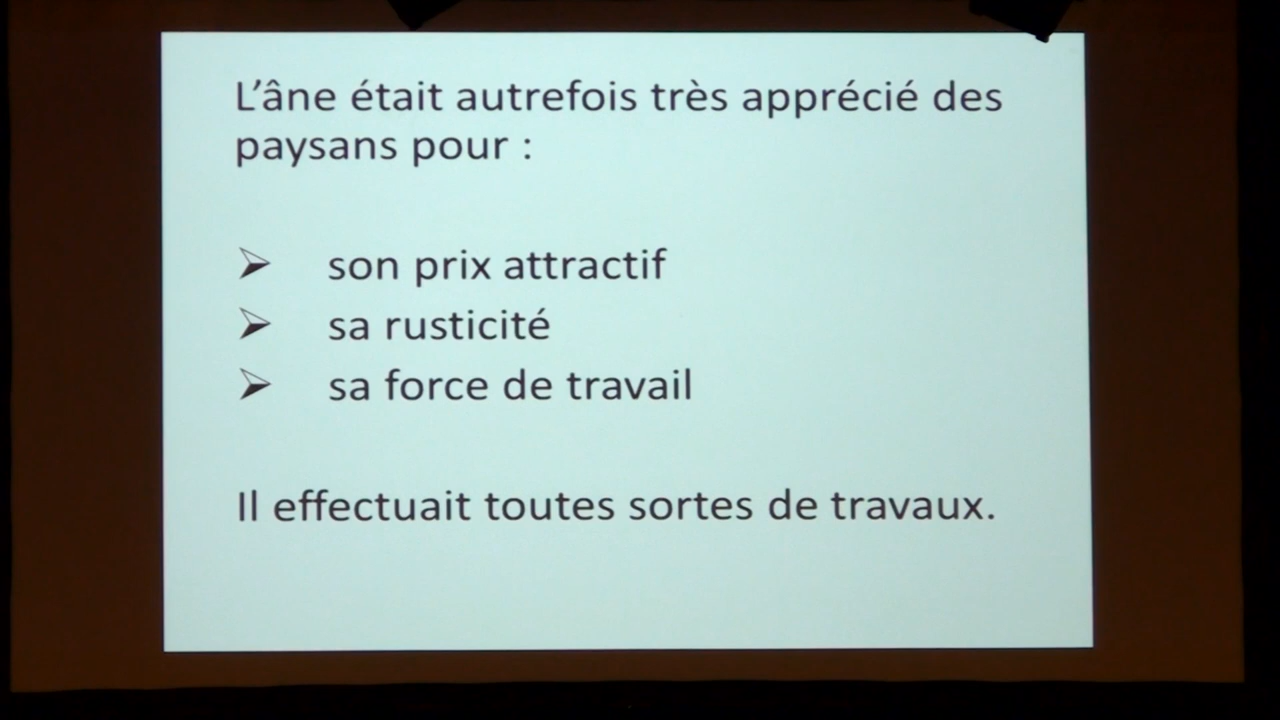 L'âne était autrefois très apprécié des
paysans pour :
➢ son prix attractif
➢ sa rusticité
➢ sa force de travail
Il effectuait toutes sortes de travaux.